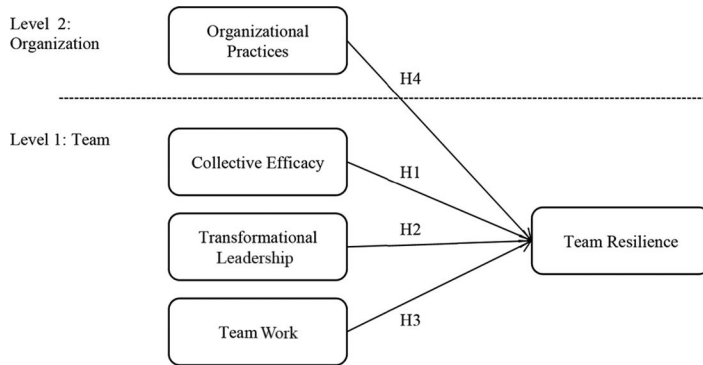 Level 2:
Organization
Organizational
Practices
H4
Level 1: Team
Collective Efficacy
H1
Transformational
Leadership
H2
Team Resilience
Team Work
H3